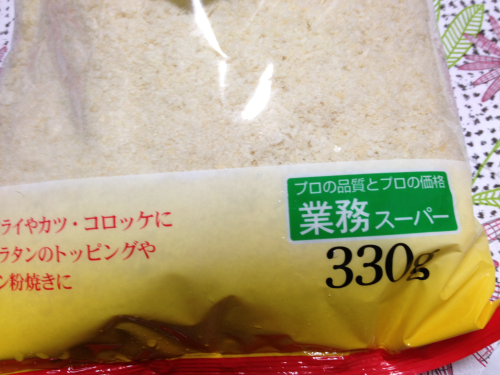 プロの品質とプロの価格
業務スーパー
ライやカツ・コロッケに
ラタンのトッピングや
ン粉焼きに
330g